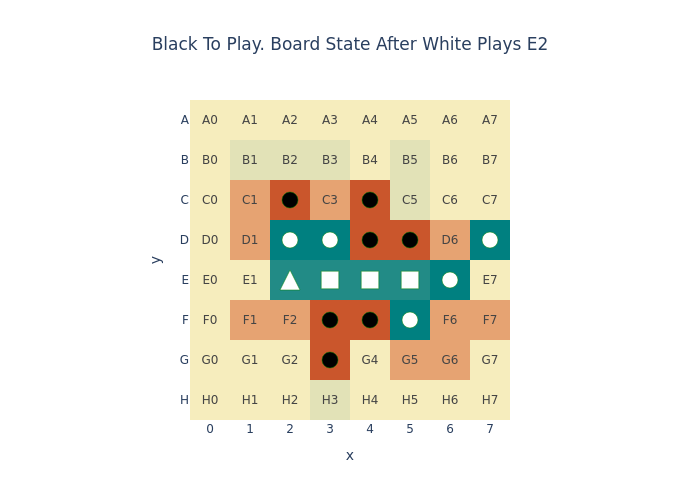 Black To Play. Board State After White Plays E2
A A0 A1 A2 A3 A4 A5 A6 A7
B B0 B1 B2 B3 B4 B5 B6 B7
C C0 C1 C3 C5 C6 C7
D D0 D1 D6
y
E E0 E1 E7
F F0 F1 F2 F6 F7
G G0 G1 G2 G4 G5 G6 G7
H H0 H1 H2 H3 H4 H5 H6 H7
0 1 2 3 4 5 6 7
x